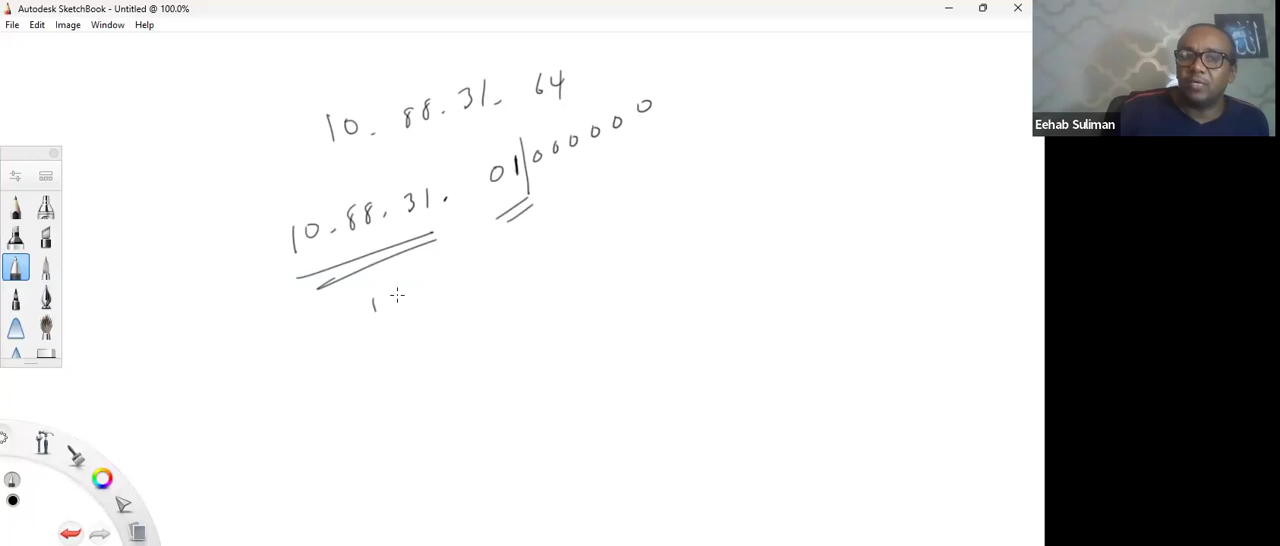 Autodesk SketchBook - Untitled @ 100.0%
File Edit Image Window Help
10. 88. 31. 64
10. 88. 31. 01|000000
Eehab Suliman